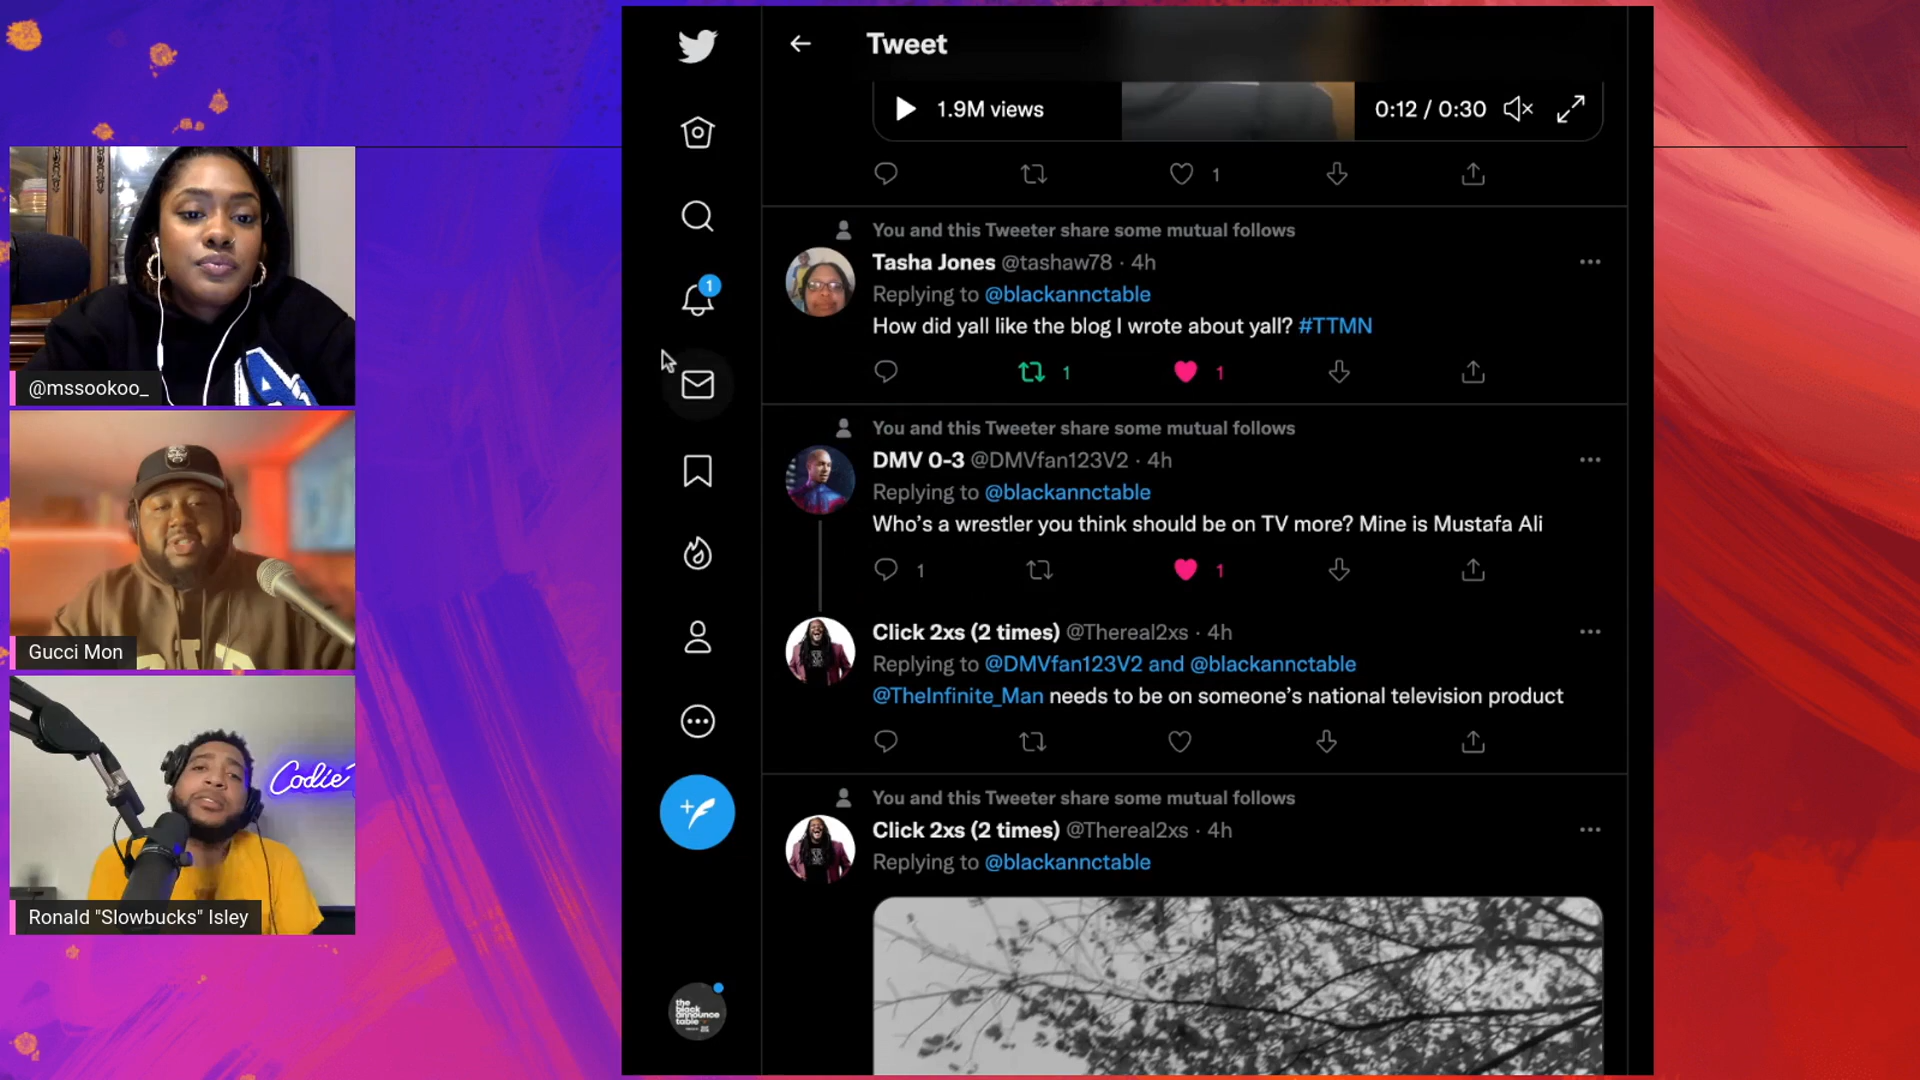 @mssookoo_
Gucci Mon
Codie
Ronald "Slowbucks" Isley
Tweet
1.9M views
0:12 / 0:30
1
You and this Tweeter share some mutual follows
Tasha Jones @tashaw78 · 4h
Replying to @blackannctable
How did yall like the blog I wrote about yall? #TTMN
1 1
You and this Tweeter share some mutual follows
DMV 0-3 @DMVfan123V2 · 4h
Replying to @blackannctable
Who's a wrestler you think should be on TV more? Mine is Mustafa Ali
1 1
Click 2xs (2 times) @Thereal2xs · 4h
Replying to @DMVfan123V2 and @blackannctable
@TheInfinite_Man needs to be on someone's national television product
You and this Tweeter share some mutual follows
Click 2xs (2 times) @Thereal2xs · 4h
Replying to @blackannctable
1
the
black
announce
table